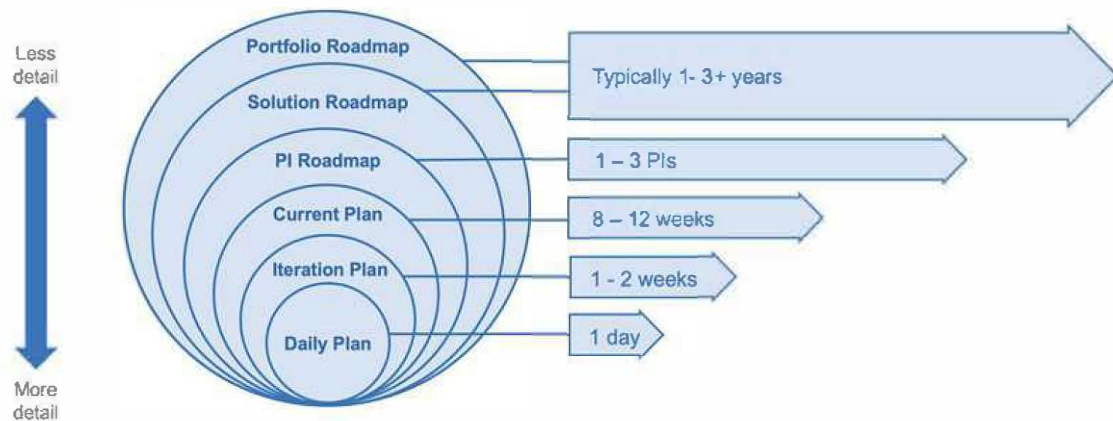 Less
detail
Portfolio Roadmap
Typically 1- 3+ years
Solution Roadmap
PI Roadmap
1 – 3 PIs
Current Plan
8 – 12 weeks
Iteration Plan
1 - 2 weeks
Daily Plan
1 day
More
detail